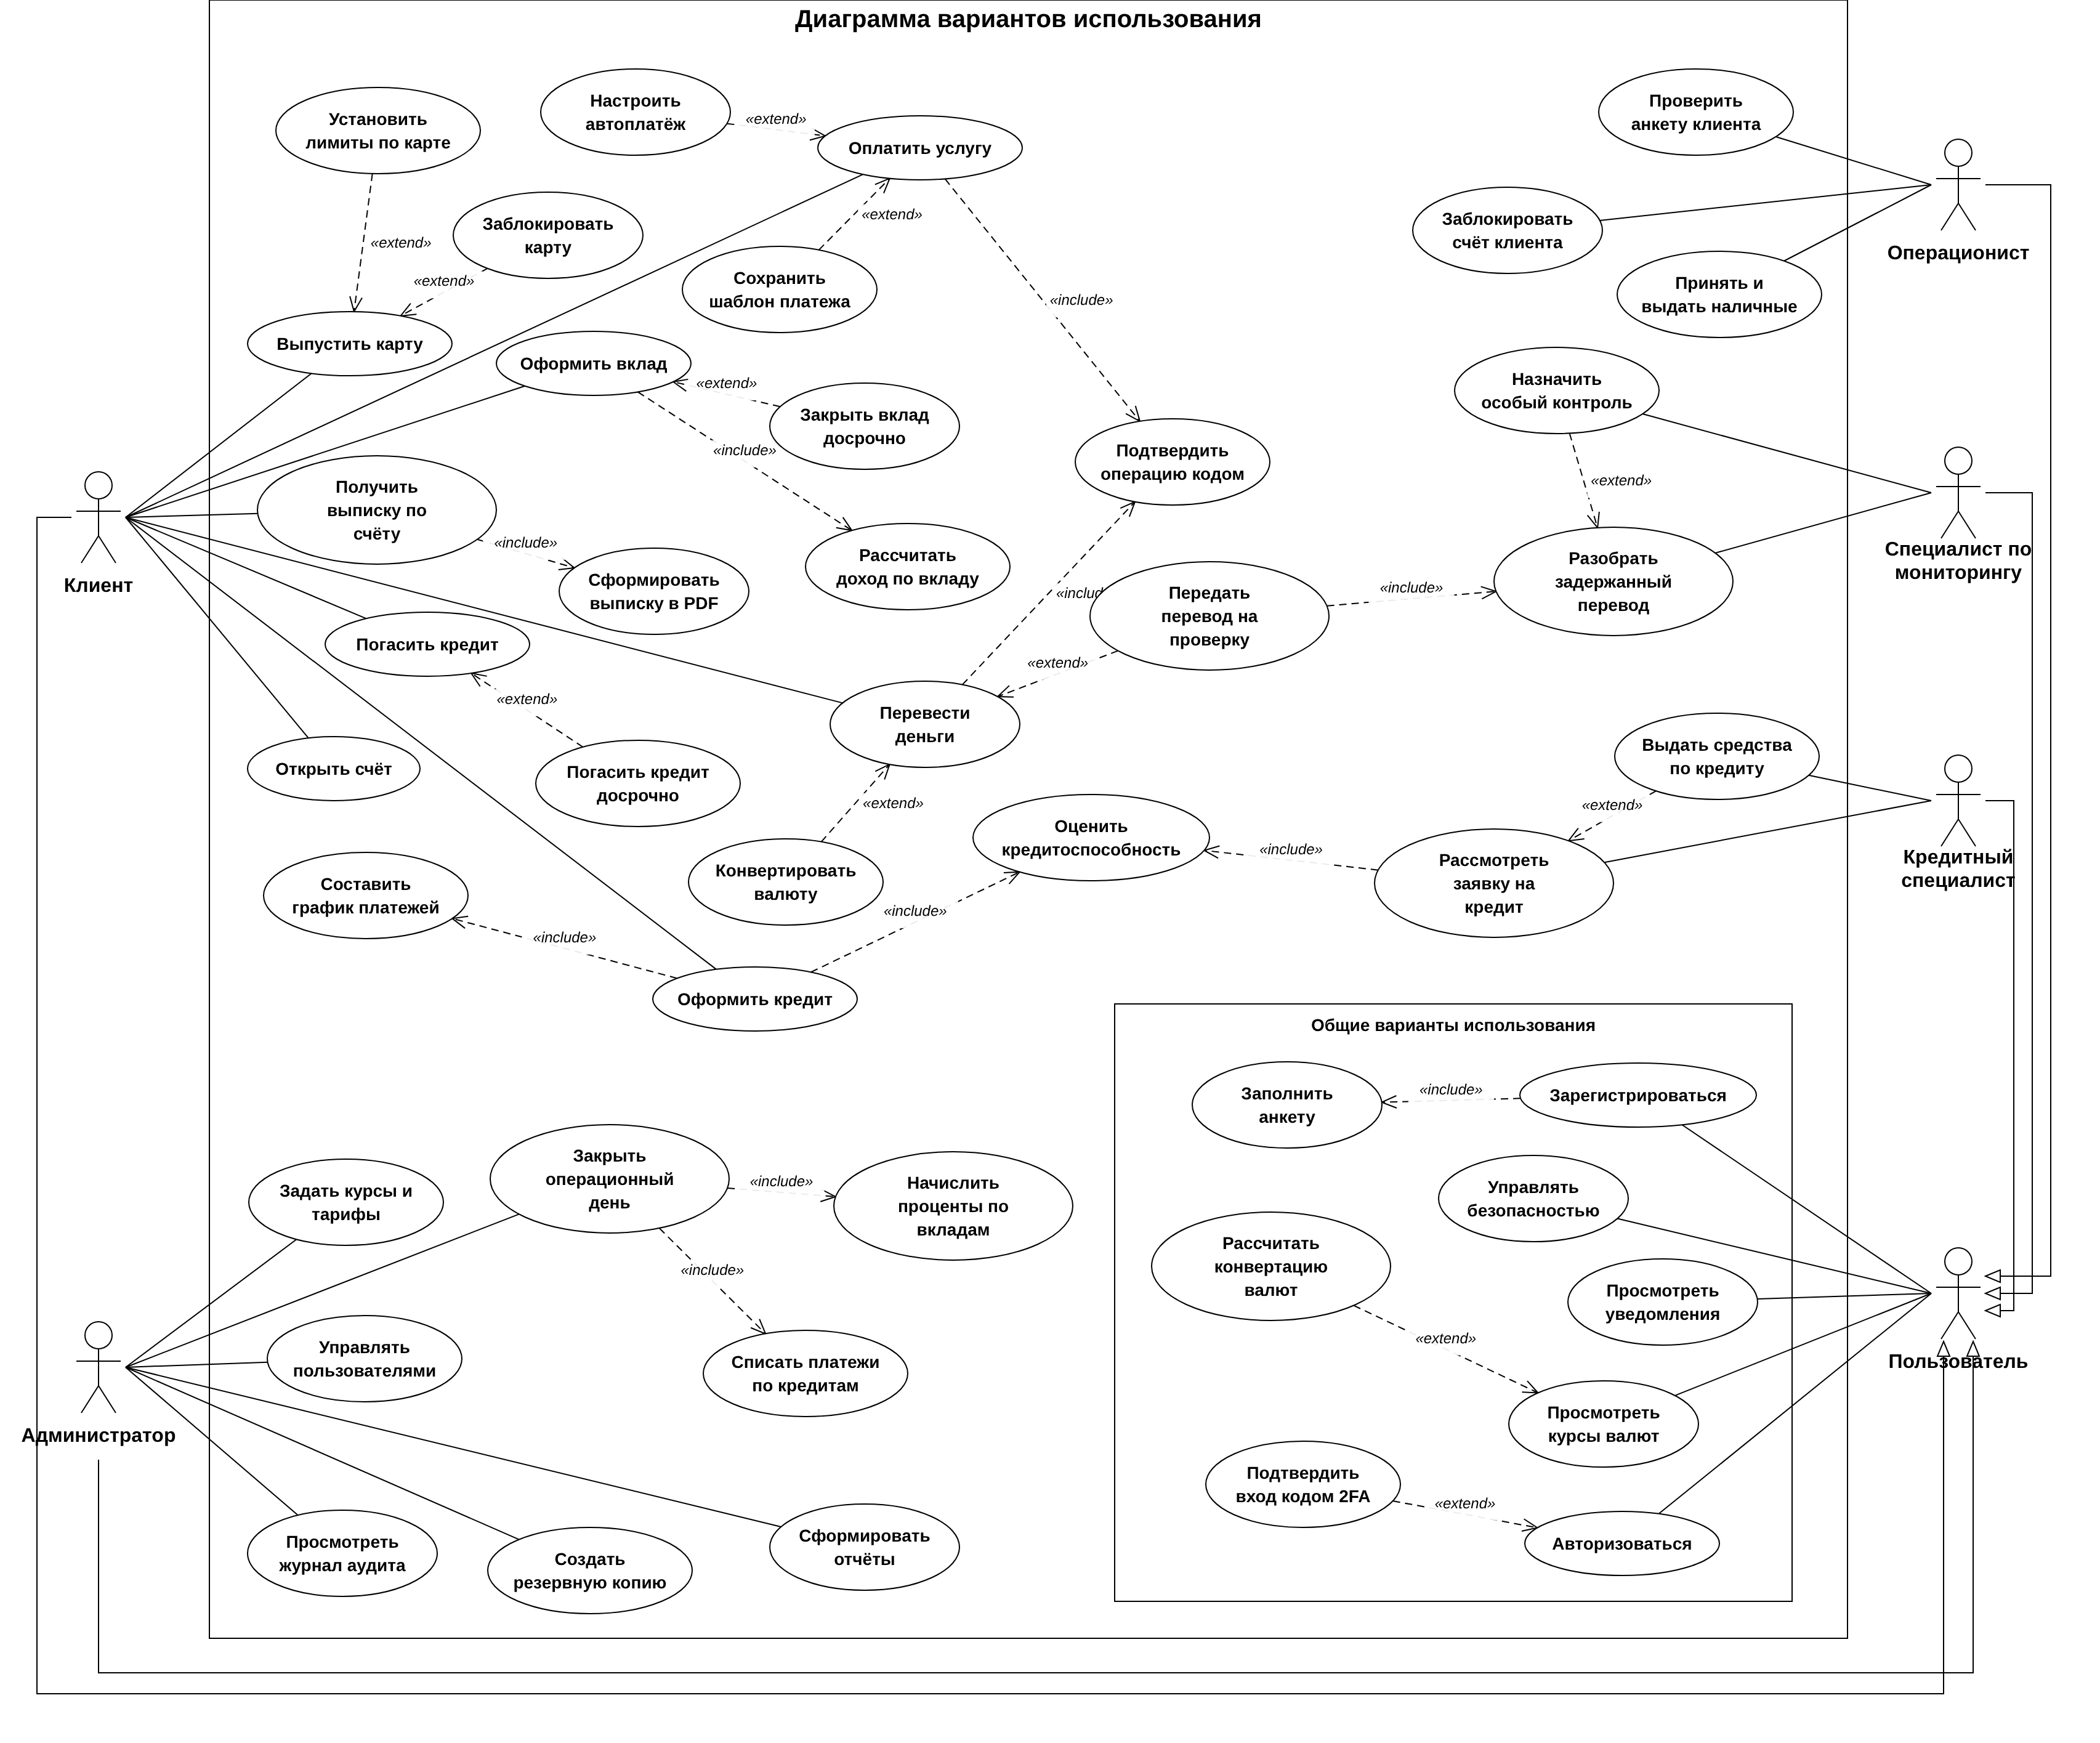 Диаграмма вариантов использования
Настроить
автоплатёж
«extend»
Оплатить услугу
Установить
лимиты по карте
Проверить
анкету клиента
Операционист
Заблокировать
карту
«extend»
«extend»
«extend»
Заблокировать
счёт клиента
Сохранить
шаблон платежа
«include»
Принять и
выдать наличные
Выпустить карту
Оформить вклад
«extend»
Закрыть вклад
досрочно
«include»
Назначить
особый контроль
Подтвердить
операцию кодом
«extend»
Клиент
Получить
выписку по
счёту
«include»
Сформировать
выписку в PDF
Рассчитать
доход по вкладу
Специалист по
мониторингу
Разобрать
задержанный
перевод
«include»
Передать
перевод на
проверку
«includ
«extend»
Погасить кредит
«extend»
Перевести
деньги
Открыть счёт
Погасить кредит
досрочно
«extend»
Выдать средства
по кредиту
«extend»
Оценить
кредитоспособность
«include»
Рассмотреть
заявку на
кредит
Кредитный
специалист
Конвертировать
валюту
Составить
график платежей
«include»
«include»
Оформить кредит
Общие варианты использования
Заполнить
анкету
«include»
Зарегистрироваться
Закрыть
операционный
день
«include»
Начислить
проценты по
вкладам
Задать курсы и
тарифы
«include»
Управлять
безопасностью
Рассчитать
конвертацию
валют
Просмотреть
уведомления
«extend»
Пользователь
Управлять
пользователями
Списать платежи
по кредитам
Просмотреть
курсы валют
Администратор
Подтвердить
вход кодом 2FA
«extend»
Авторизоваться
Просмотреть
журнал аудита
Создать
резервную копию
Сформировать
отчёты